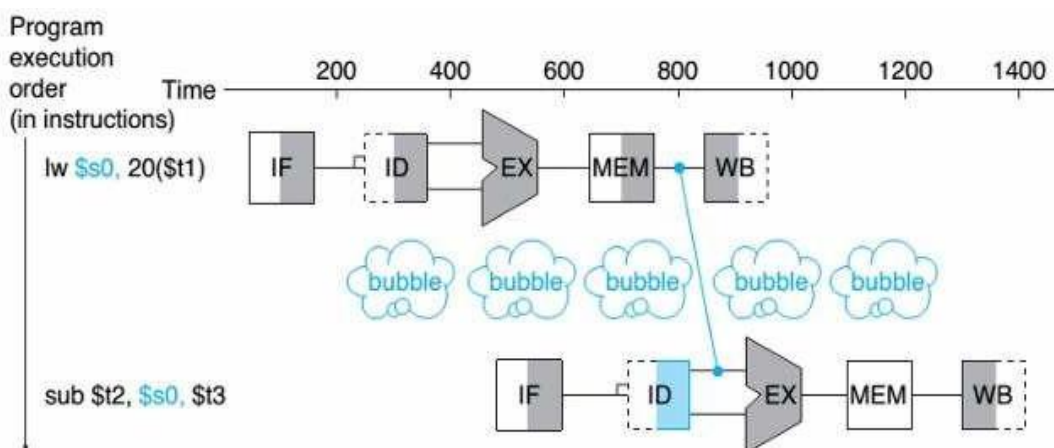 Program
execution
order
(in instructions)
Time
200 400 600 800 1000 1200 1400
lw $s0, 20($t1)
IF ID EX MEM WB
bubble bubble bubble bubble bubble
sub $t2, $s0, $t3
IF ID EX MEM WB